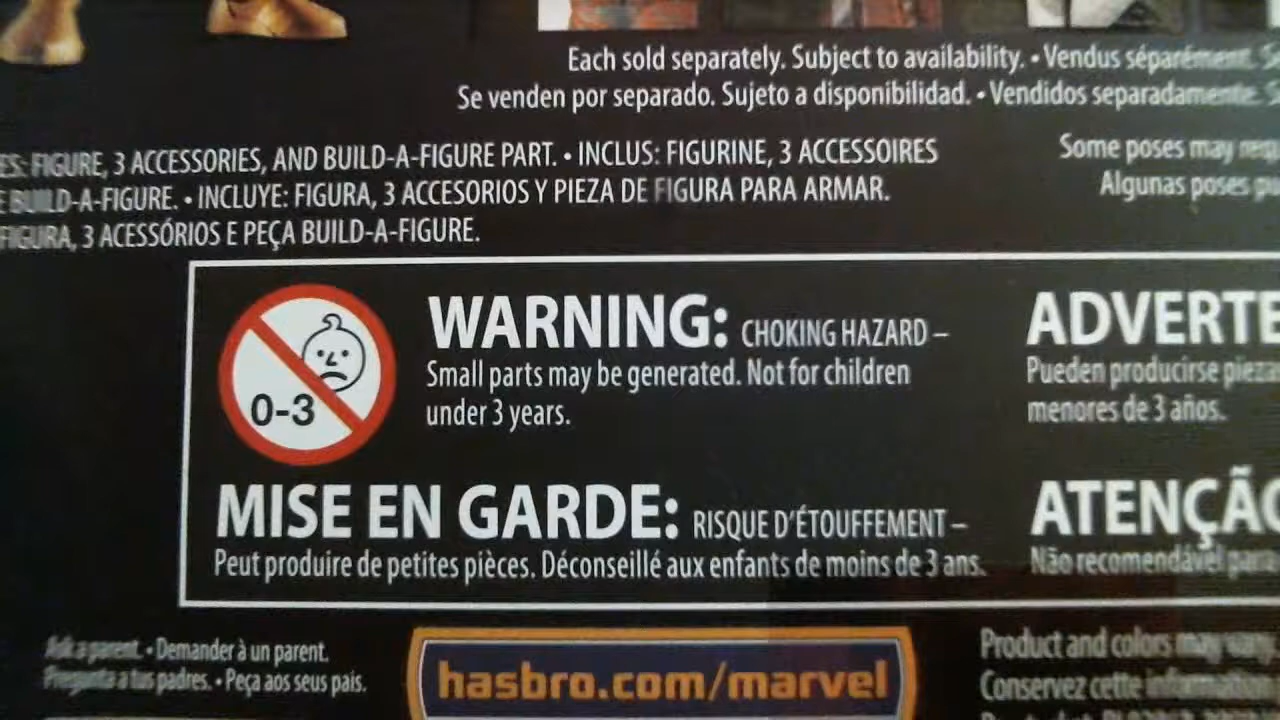 Each sold separately. Subject to availability. • Vendus séparément.
Se venden por separado. Sujeto a disponibilidad. • Vendidos separadamente.
ES: FIGURE, 3 ACCESSORIES, AND BUILD-A-FIGURE PART. • INCLUS: FIGURINE, 3 ACCESSOIRES
E BUILD-A-FIGURE. • INCLUYE: FIGURA, 3 ACCESORIOS Y PIEZA DE FIGURA PARA ARMAR.
FIGURA, 3 ACESSÓRIOS E PEÇA BUILD-A-FIGURE.
Some poses may
Algunas poses
0-3
WARNING: CHOKING HAZARD –
Small parts may be generated. Not for children
under 3 years.
ADVERTE
Pueden producirse pieza
menores de 3 años.
MISE EN GARDE: RISQUE D'ÉTOUFFEMENT –
Peut produire de petites pièces. Déconseillé aux enfants de moins de 3 ans.
ATENÇÃO
Não recomendável para
Ask a parent. • Demander à un parent.
Pregunta a tus padres. • Peça aos seus pais.
hasbro.com/marvel
Product and colors may vary.
Conservez cette information